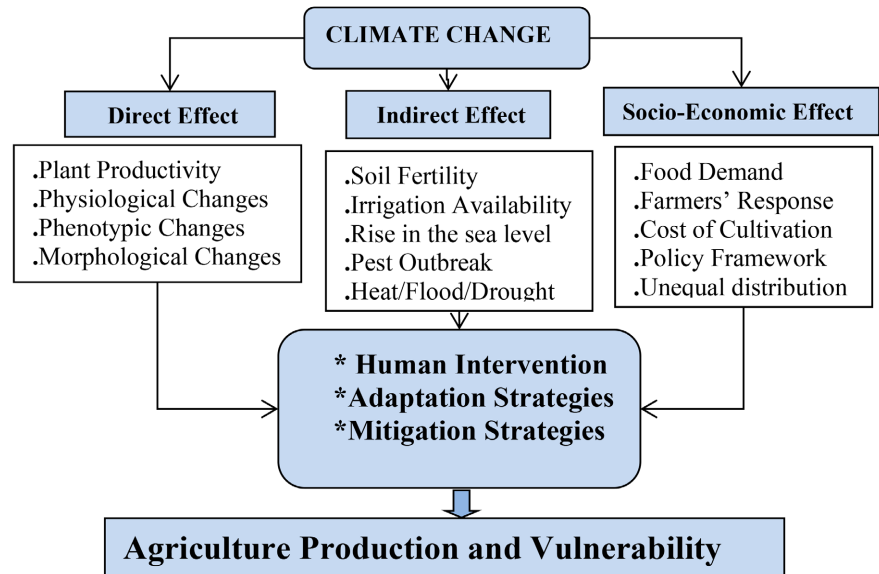 CLIMATE CHANGE
Direct Effect
.Plant Productivity
.Physiological Changes
.Phenotypic Changes
.Morphological Changes
Indirect Effect
.Soil Fertility
.Irrigation Availability
.Rise in the sea level
.Pest Outbreak
.Heat/Flood/Drought
Socio-Economic Effect
.Food Demand
.Farmers’ Response
.Cost of Cultivation
.Policy Framework
.Unequal distribution
* Human Intervention
*Adaptation Strategies
*Mitigation Strategies
Agriculture Production and Vulnerability